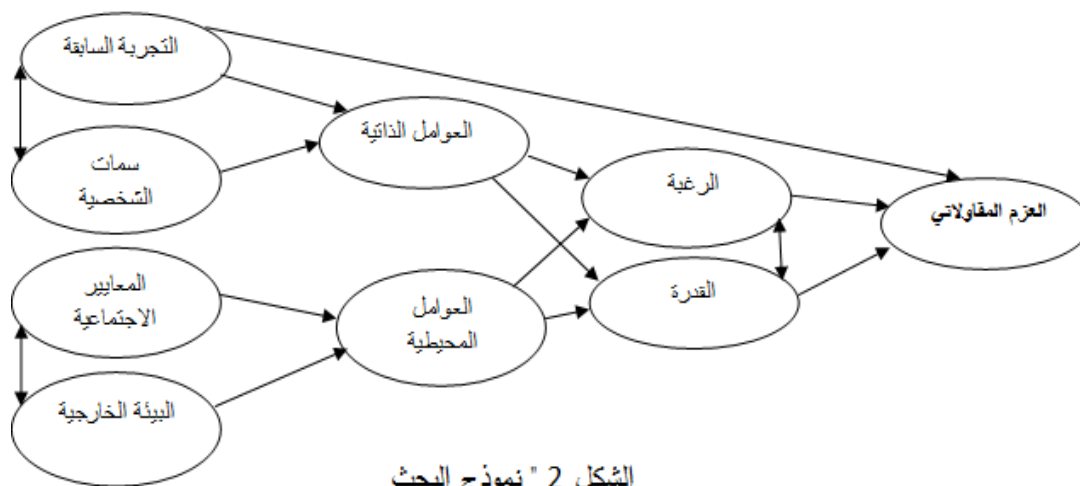 التجربة السابقة
سمات
الشخصية
المعايير
الاجتماعية
البيئة الخارجية
العوامل الذاتية
العوامل
المحيطية
الرغبة
القدرة
العزم المقاولاتي
الشكل 2 " نموذج البحث